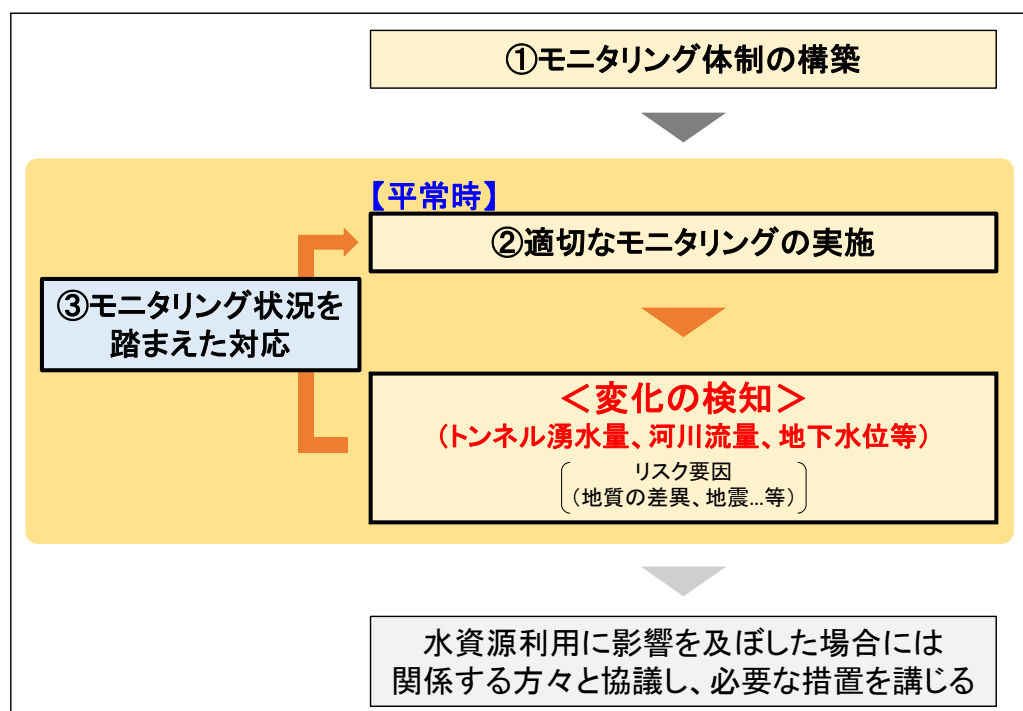 ①モニタリング体制の構築
【平常時】
②適切なモニタリングの実施
③モニタリング状況を
踏まえた対応
＜変化の検知＞
（トンネル湧水量、河川流量、地下水位等）
リスク要因
（地質の差異、地震…等）
水資源利用に影響を及ぼした場合には
関係する方々と協議し、必要な措置を講じる